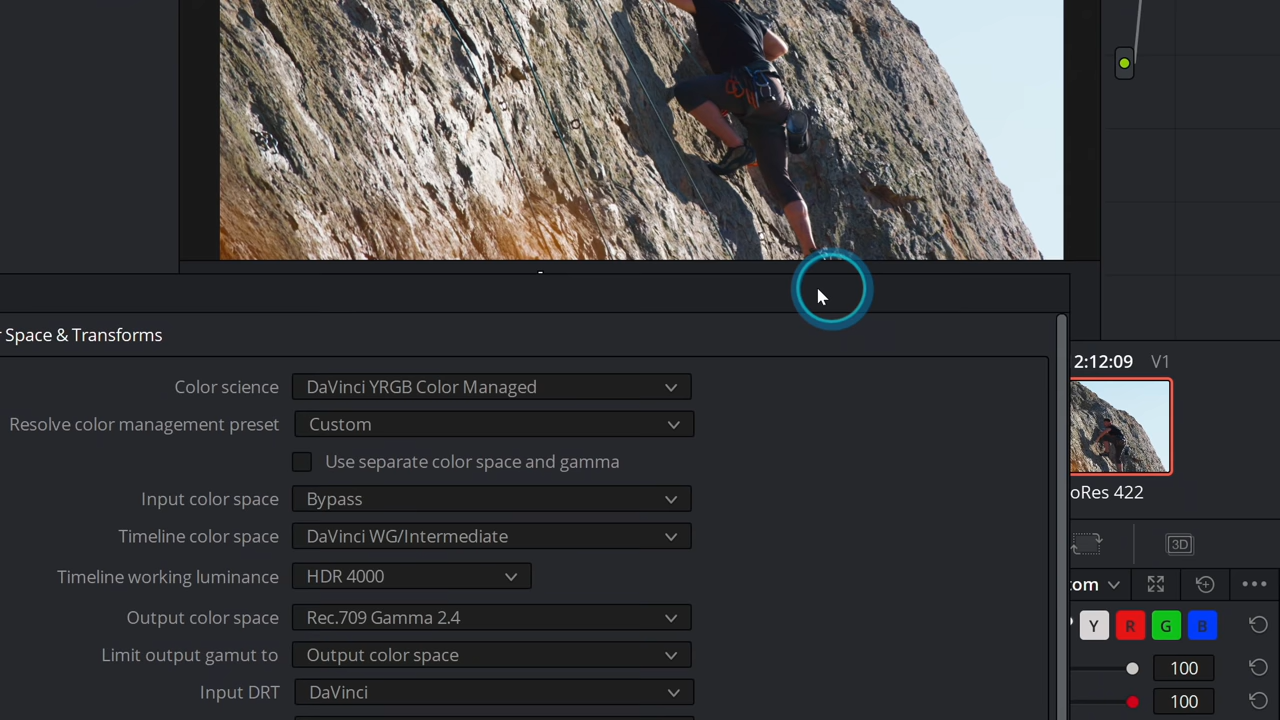 r Space & Transforms
Color science DaVinci YRGB Color Managed
Resolve color management preset Custom
Use separate color space and gamma
Input color space Bypass
Timeline color space DaVinci WG/Intermediate
Timeline working luminance HDR 4000
Output color space Rec.709 Gamma 2.4
Limit output gamut to Output color space
Input DRT DaVinci
2:12:09 V1
oRes 422
3D
tom
Y R G B
100
100